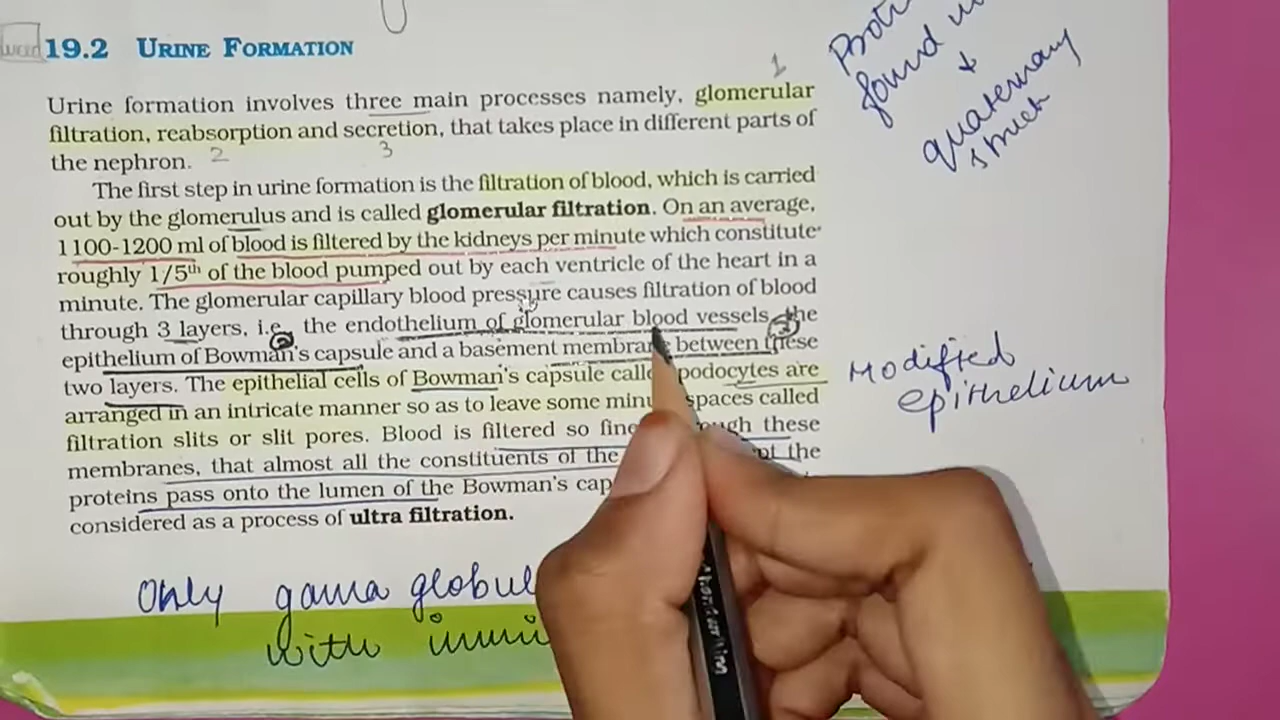 19.2 URINE FORMATION
1
Urine formation involves three main processes namely, glomerular
filtration, reabsorption and secretion, that takes place in different parts of
the nephron.
2 3
The first step in urine formation is the filtration of blood, which is carried
out by the glomerulus and is called glomerular filtration. On an average,
1100-1200 ml of blood is filtered by the kidneys per minute which constitute
roughly 1/5th of the blood pumped out by each ventricle of the heart in a
minute. The glomerular capillary blood pressure causes filtration of blood
through 3 layers, i.e., the endothelium of glomerular blood vessels, the
epithelium of Bowman's capsule and a basement membrane between these
two layers. The epithelial cells of Bowman's capsule called podocytes are
arranged in an intricate manner so as to leave some minute spaces called
filtration slits or slit pores. Blood is filtered so finely through these
membranes, that almost all the constituents of the the
proteins pass onto the lumen of the Bowman's
considered as a process of ultra filtration.
found
+
quaternary
struct
Modified
epithelium
Only gama
with